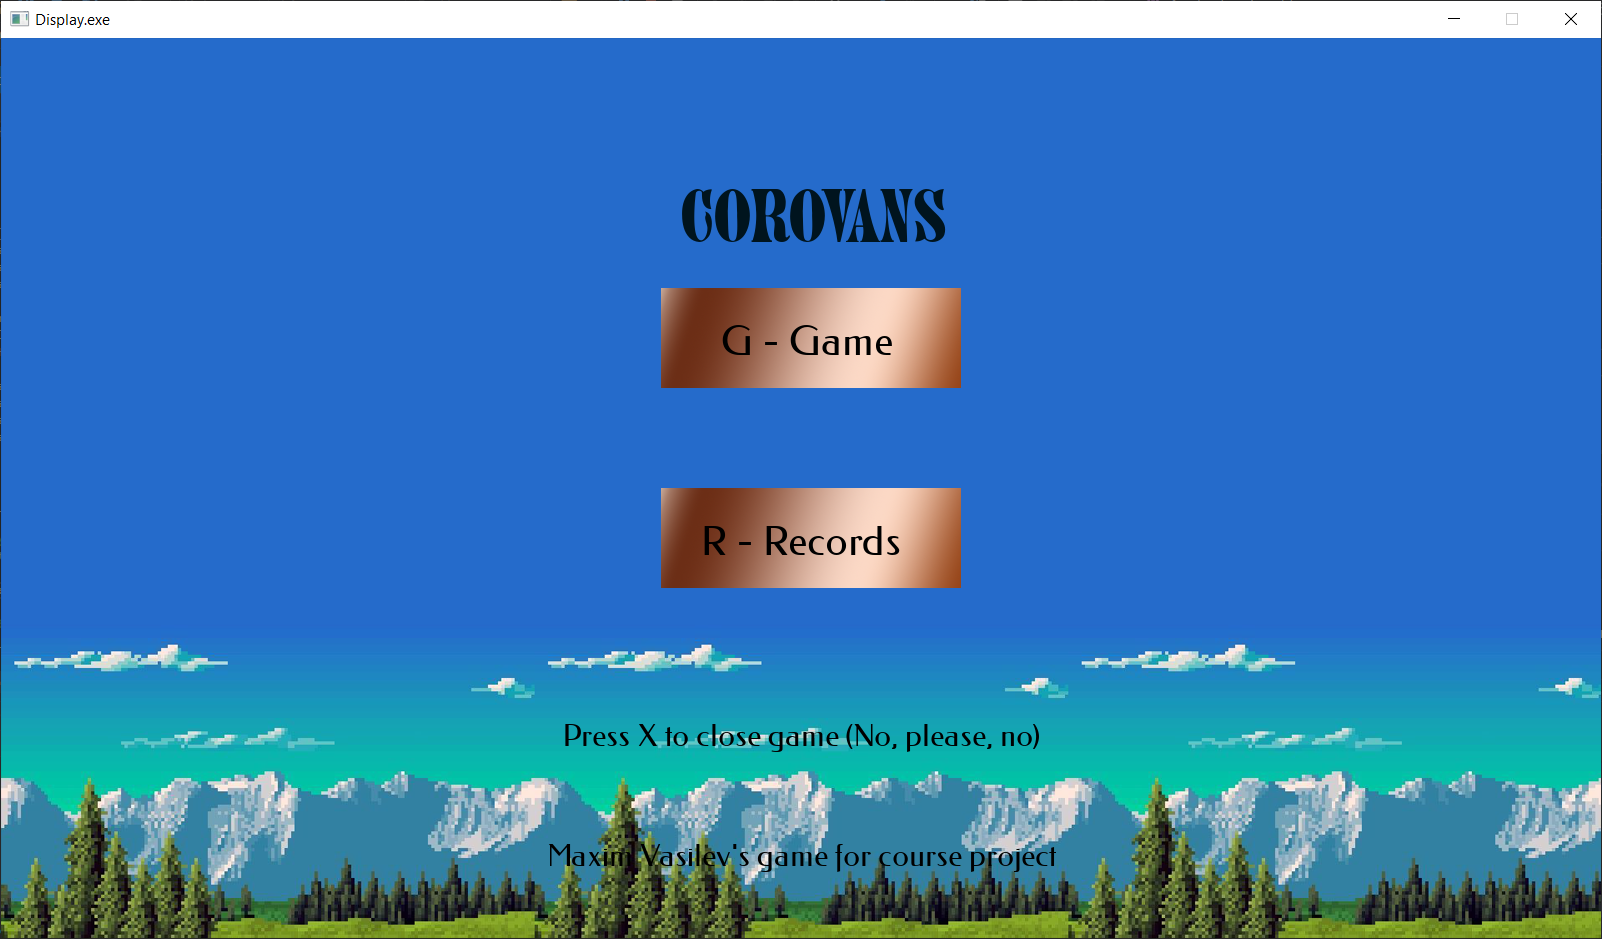 Display.exe
COROVANS
G - Game
R - Records
Press X to close game (No, please, no)
Maxim Vasilev's game for course project